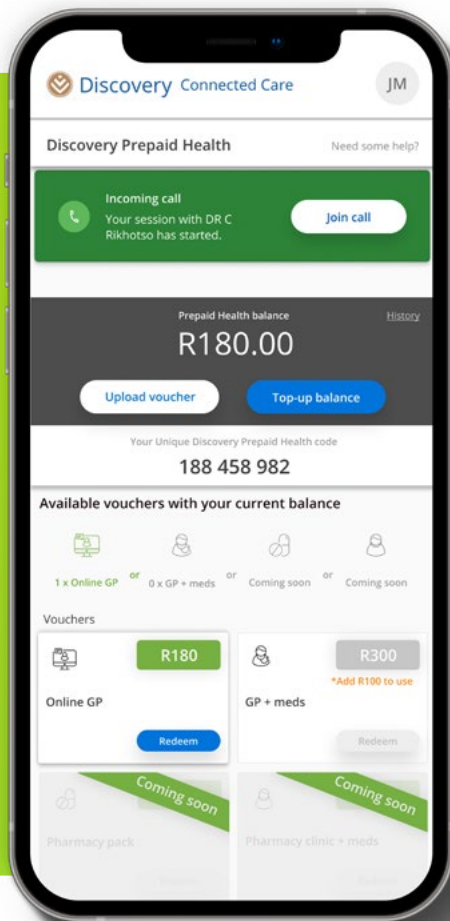 Discovery Connected Care
JM
Discovery Prepaid Health
Need some help?
Incoming call
Your session with DR C
Rikhotso has started.
Join call
Prepaid Health balance
History
R180.00
Upload voucher
Top-up balance
Your Unique Discovery Prepaid Health code
188 458 982
Available vouchers with your current balance
1 x Online GP or 0 x GP + meds or Coming soon or Coming soon
Vouchers
R180
Online GP
Redeem
R300
*Add R100 to use
GP + meds
Redeem
Coming soon
Pharmacy pack
Coming soon
Pharmacy clinic + meds